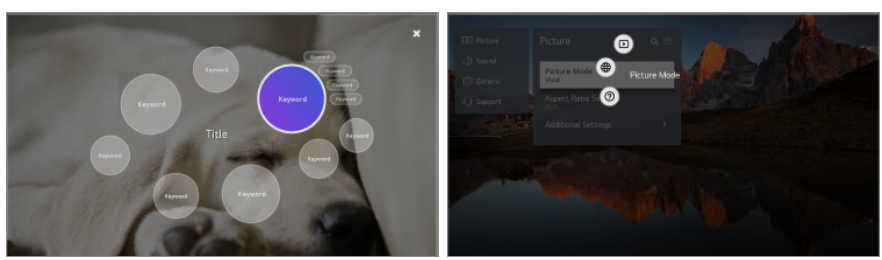 Keyword
Keyword
Keyword
Keyword
Keyword
Keyword
Keyword
Keyword
Title
Keyword
Keyword
Keyword
Keyword
Keyword
Picture
Sound
General
Support
Picture
Picture Mode
Vivid
Picture Mode
Aspect Ratio
Additional Settings